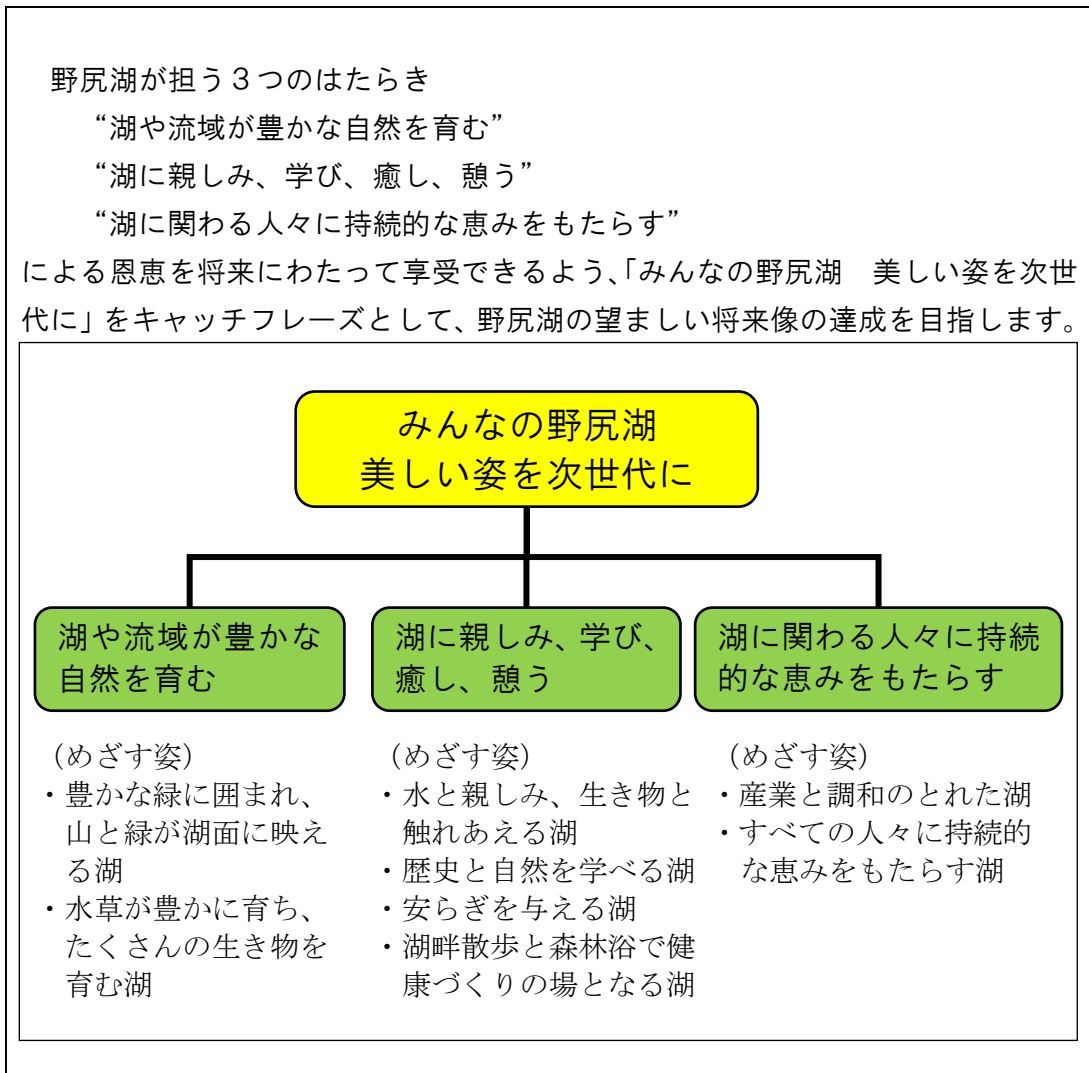 野尻湖が担う３つのはたらき
“湖や流域が豊かな自然を育む”
“湖に親しみ、学び、癒し、憩う”
“湖に関わる人々に持続的な恵みをもたらす”
による恩恵を将来にわたって享受できるよう、「みんなの野尻湖　美しい姿を次世
代に」をキャッチフレーズとして、野尻湖の望ましい将来像の達成を目指します。
みんなの野尻湖
美しい姿を次世代に
湖や流域が豊かな
自然を育む
（めざす姿）
・豊かな緑に囲まれ、
山と緑が湖面に映え
る湖
・水草が豊かに育ち、
たくさんの生き物を
育む湖
湖に親しみ、学び、
癒し、憩う
（めざす姿）
・水と親しみ、生き物と
触れあえる湖
・歴史と自然を学べる湖
・安らぎを与える湖
・湖畔散歩と森林浴で健
康づくりの場となる湖
湖に関わる人々に持続
的な恵みをもたらす
（めざす姿）
・産業と調和のとれた湖
・すべての人々に持続的
な恵みをもたらす湖